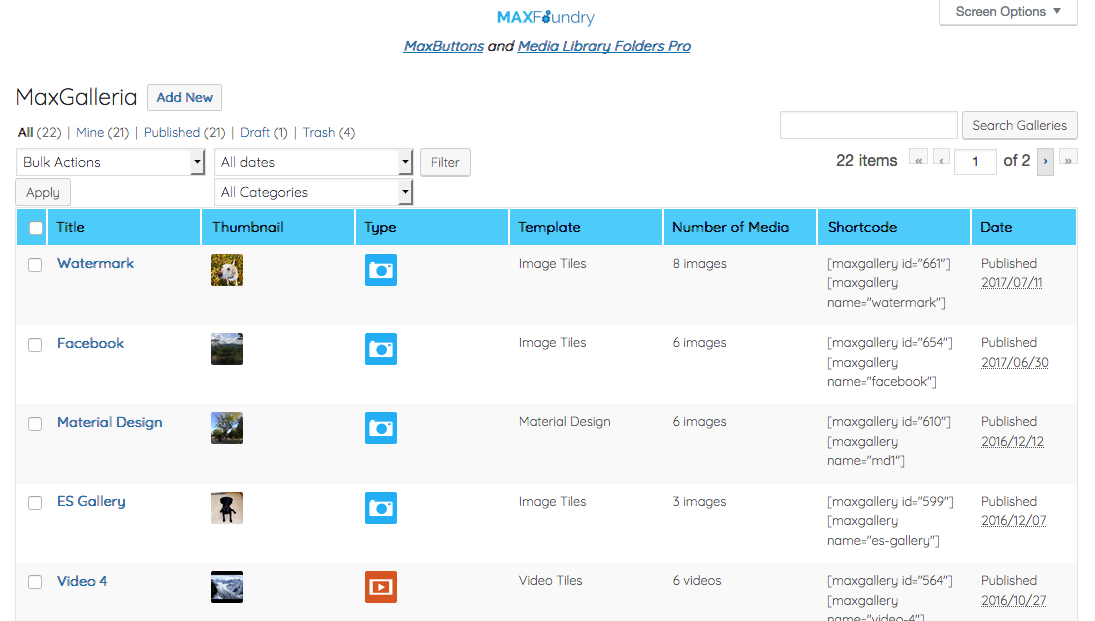 Screen Options
MAXFoundry
MaxButtons and Media Library Folders Pro
MaxGalleria Add New
All (22) | Mine (21) | Published (21) | Draft (1) | Trash (4)
Search Galleries
Bulk Actions All dates Filter
22 items « ‹ 1 of 2 › »
Apply All Categories
Title Thumbnail Type Template Number of Media Shortcode Date
Watermark Image Tiles 8 images [maxgallery id="661"] Published
[maxgallery 2017/07/11
name="watermark"]
Facebook Image Tiles 6 images [maxgallery id="654"] Published
[maxgallery 2017/06/30
name="facebook"]
Material Design Material Design 6 images [maxgallery id="610"] Published
[maxgallery 2016/12/12
name="md1"]
ES Gallery Image Tiles 3 images [maxgallery id="599"] Published
[maxgallery 2016/12/07
name="es-gallery"]
Video 4 Video Tiles 6 videos [maxgallery id="564"] Published
[maxgallery 2016/10/27
name="video-4"]